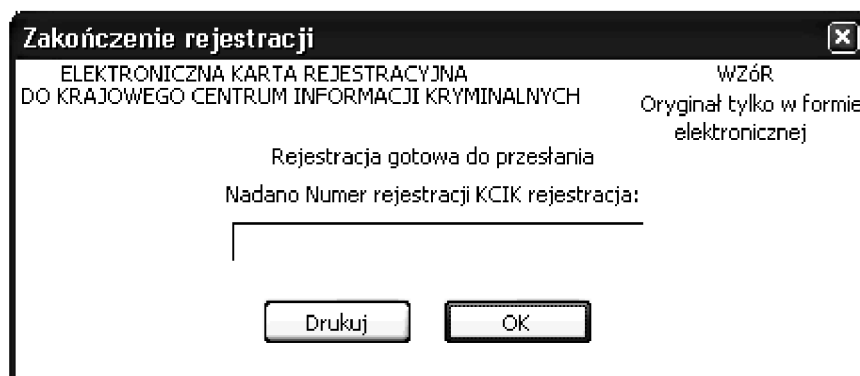 Zakończenie rejestracji
ELEKTRONICZNA KARTA REJESTRACYJNA
DO KRAJOWEGO CENTRUM INFORMACJI KRYMINALNYCH
WZóR
Oryginał tylko w formie
elektronicznej
Rejestracja gotowa do przesłania
Nadano Numer rejestracji KCIK rejestracja:
Drukuj
OK